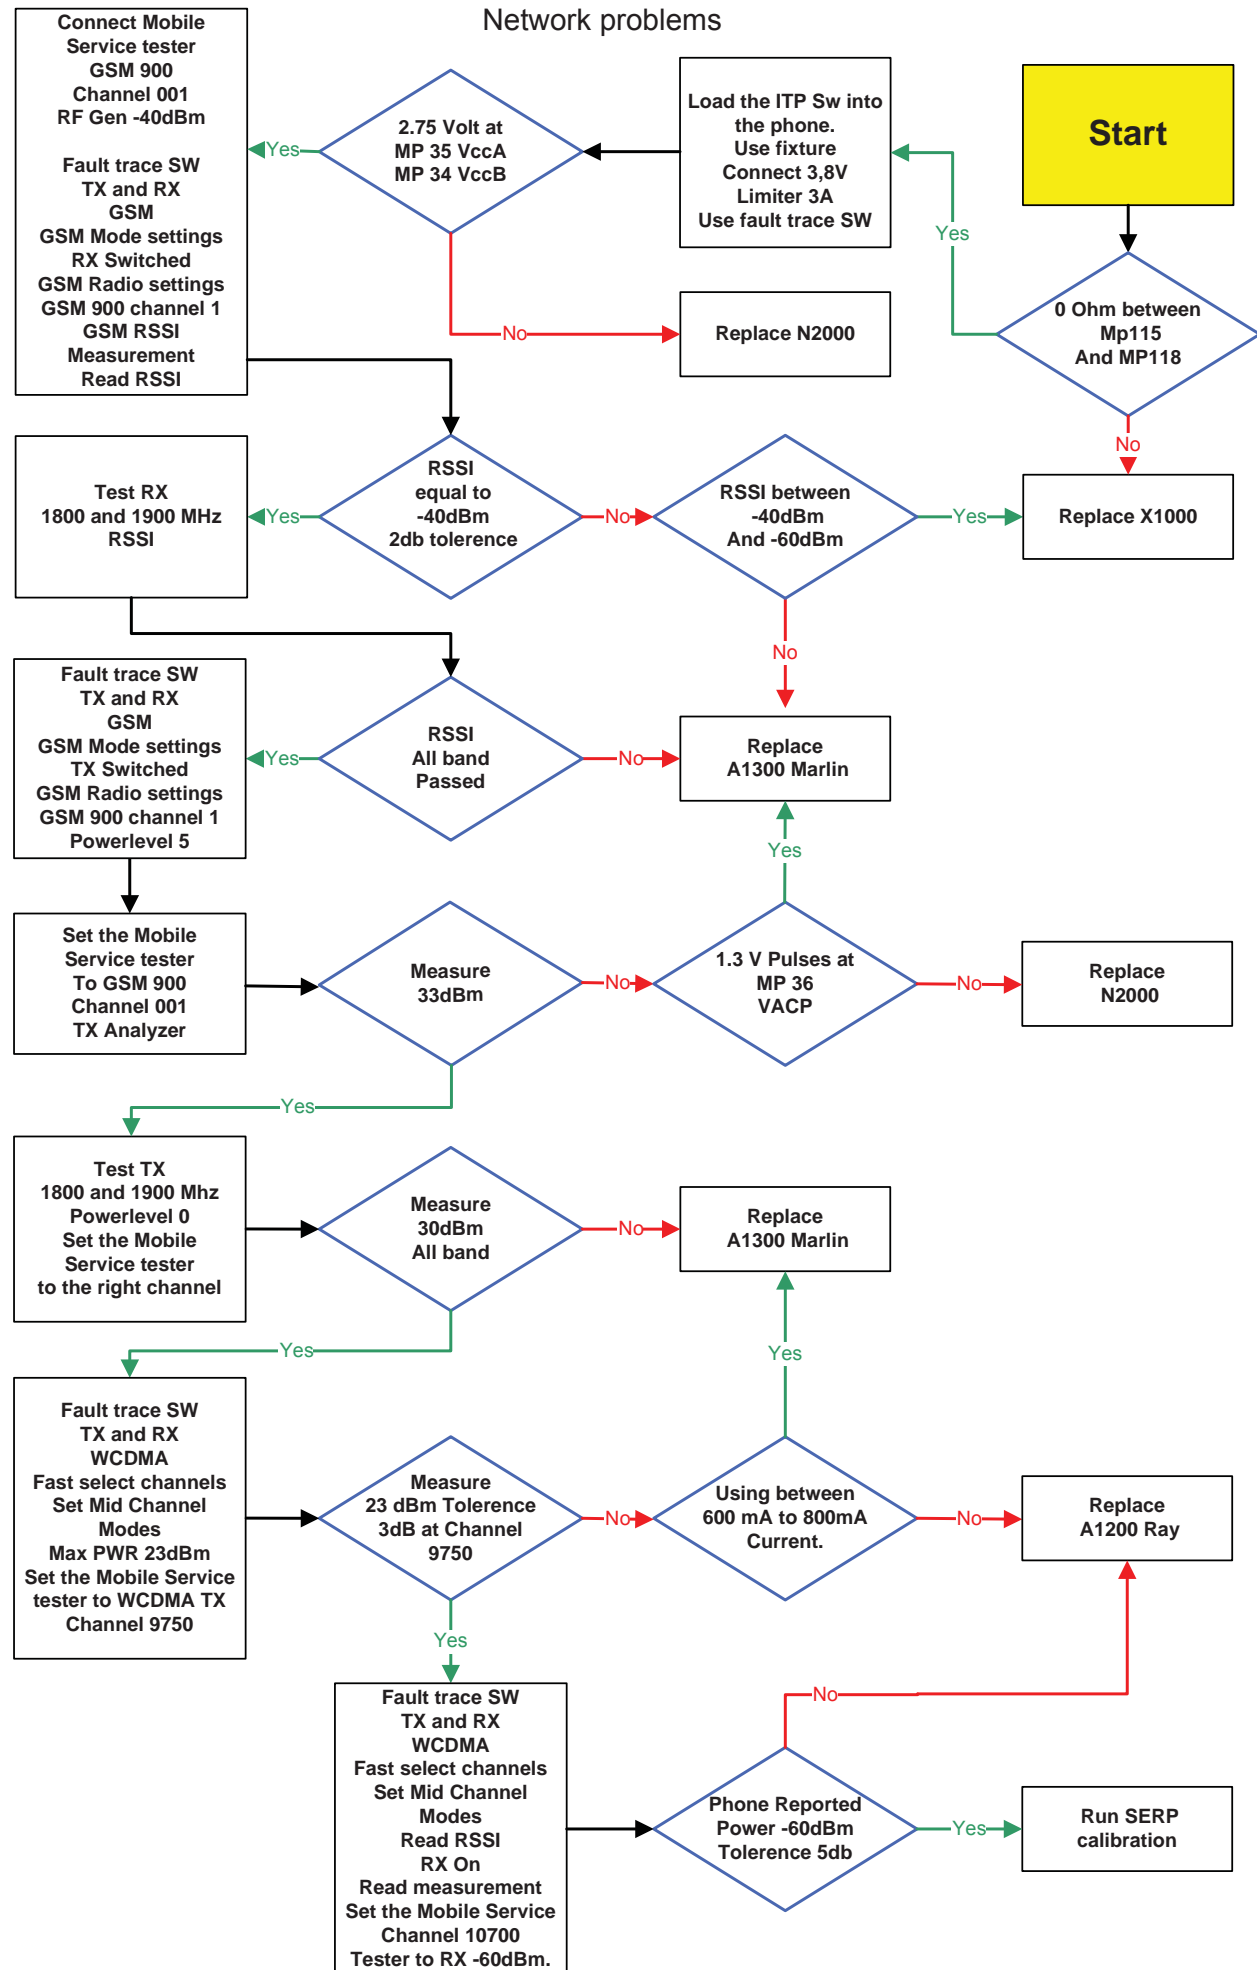 Network problems
Connect Mobile
Service tester
GSM 900
Channel 001
RF Gen -40dBm
Fault trace SW
TX and RX
GSM
GSM Mode settings
RX Switched
GSM Radio settings
GSM 900 channel 1
GSM RSSI
Measurement
Read RSSI
Yes
2.75 Volt at
MP 35 VccA
MP 34 VccB
Load the ITP Sw into
the phone.
Use fixture
Connect 3,8V
Limiter 3A
Use fault trace SW
Start
Yes
0 Ohm between
Mp115
And MP118
No
Replace N2000
No
Test RX
1800 and 1900 MHz
RSSI
Yes
RSSI
equal to
-40dBm
2db tolerence
No
RSSI between
-40dBm
And -60dBm
Yes
Replace X1000
No
Fault trace SW
TX and RX
GSM
GSM Mode settings
TX Switched
GSM Radio settings
GSM 900 channel 1
Powerlevel 5
Yes
RSSI
All band
Passed
No
Replace
A1300 Marlin
Yes
Set the Mobile
Service tester
To GSM 900
Channel 001
TX Analyzer
Measure
33dBm
No
1.3 V Pulses at
MP 36
VACP
No
Replace
N2000
Yes
Test TX
1800 and 1900 Mhz
Powerlevel 0
Set the Mobile
Service tester
to the right channel
Measure
30dBm
All band
No
Replace
A1300 Marlin
Yes
Yes
Fault trace SW
TX and RX
WCDMA
Fast select channels
Set Mid Channel
Modes
Max PWR 23dBm
Set the Mobile Service
tester to WCDMA TX
Channel 9750
Measure
23 dBm Tolerence
3dB at Channel
9750
No
Using between
600 mA to 800mA
Current.
No
Replace
A1200 Ray
Yes
Fault trace SW
TX and RX
WCDMA
Fast select channels
Set Mid Channel
Modes
Read RSSI
RX On
Read measurement
Set the Mobile Service
Channel 10700
Tester to RX -60dBm.
No
Phone Reported
Power -60dBm
Tolerence 5db
Yes
Run SERP
calibration